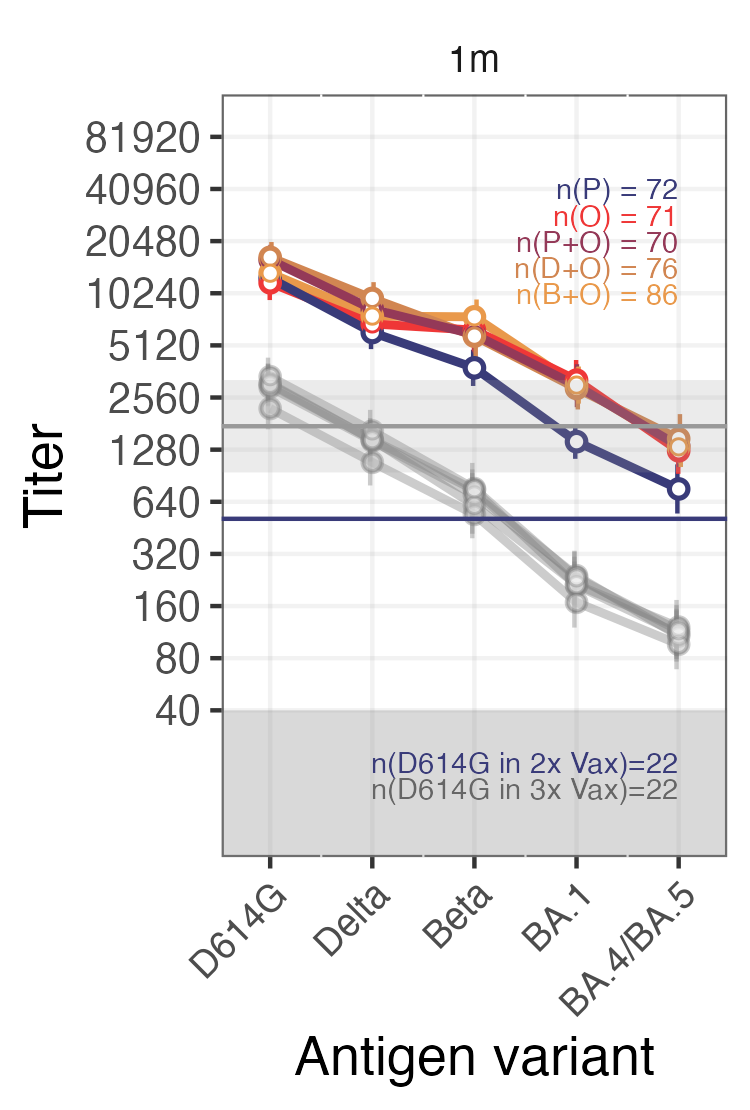 1m
81920
40960
20480
10240
5120
2560
1280
640
320
160
80
40
Titer
n(P) = 72
n(O) = 71
n(P+O) = 70
n(D+O) = 76
n(B+O) = 86
n(D614G in 2x Vax)=22
n(D614G in 3x Vax)=22
D614G
Delta
Beta
BA.1
BA.4/BA.5
Antigen variant